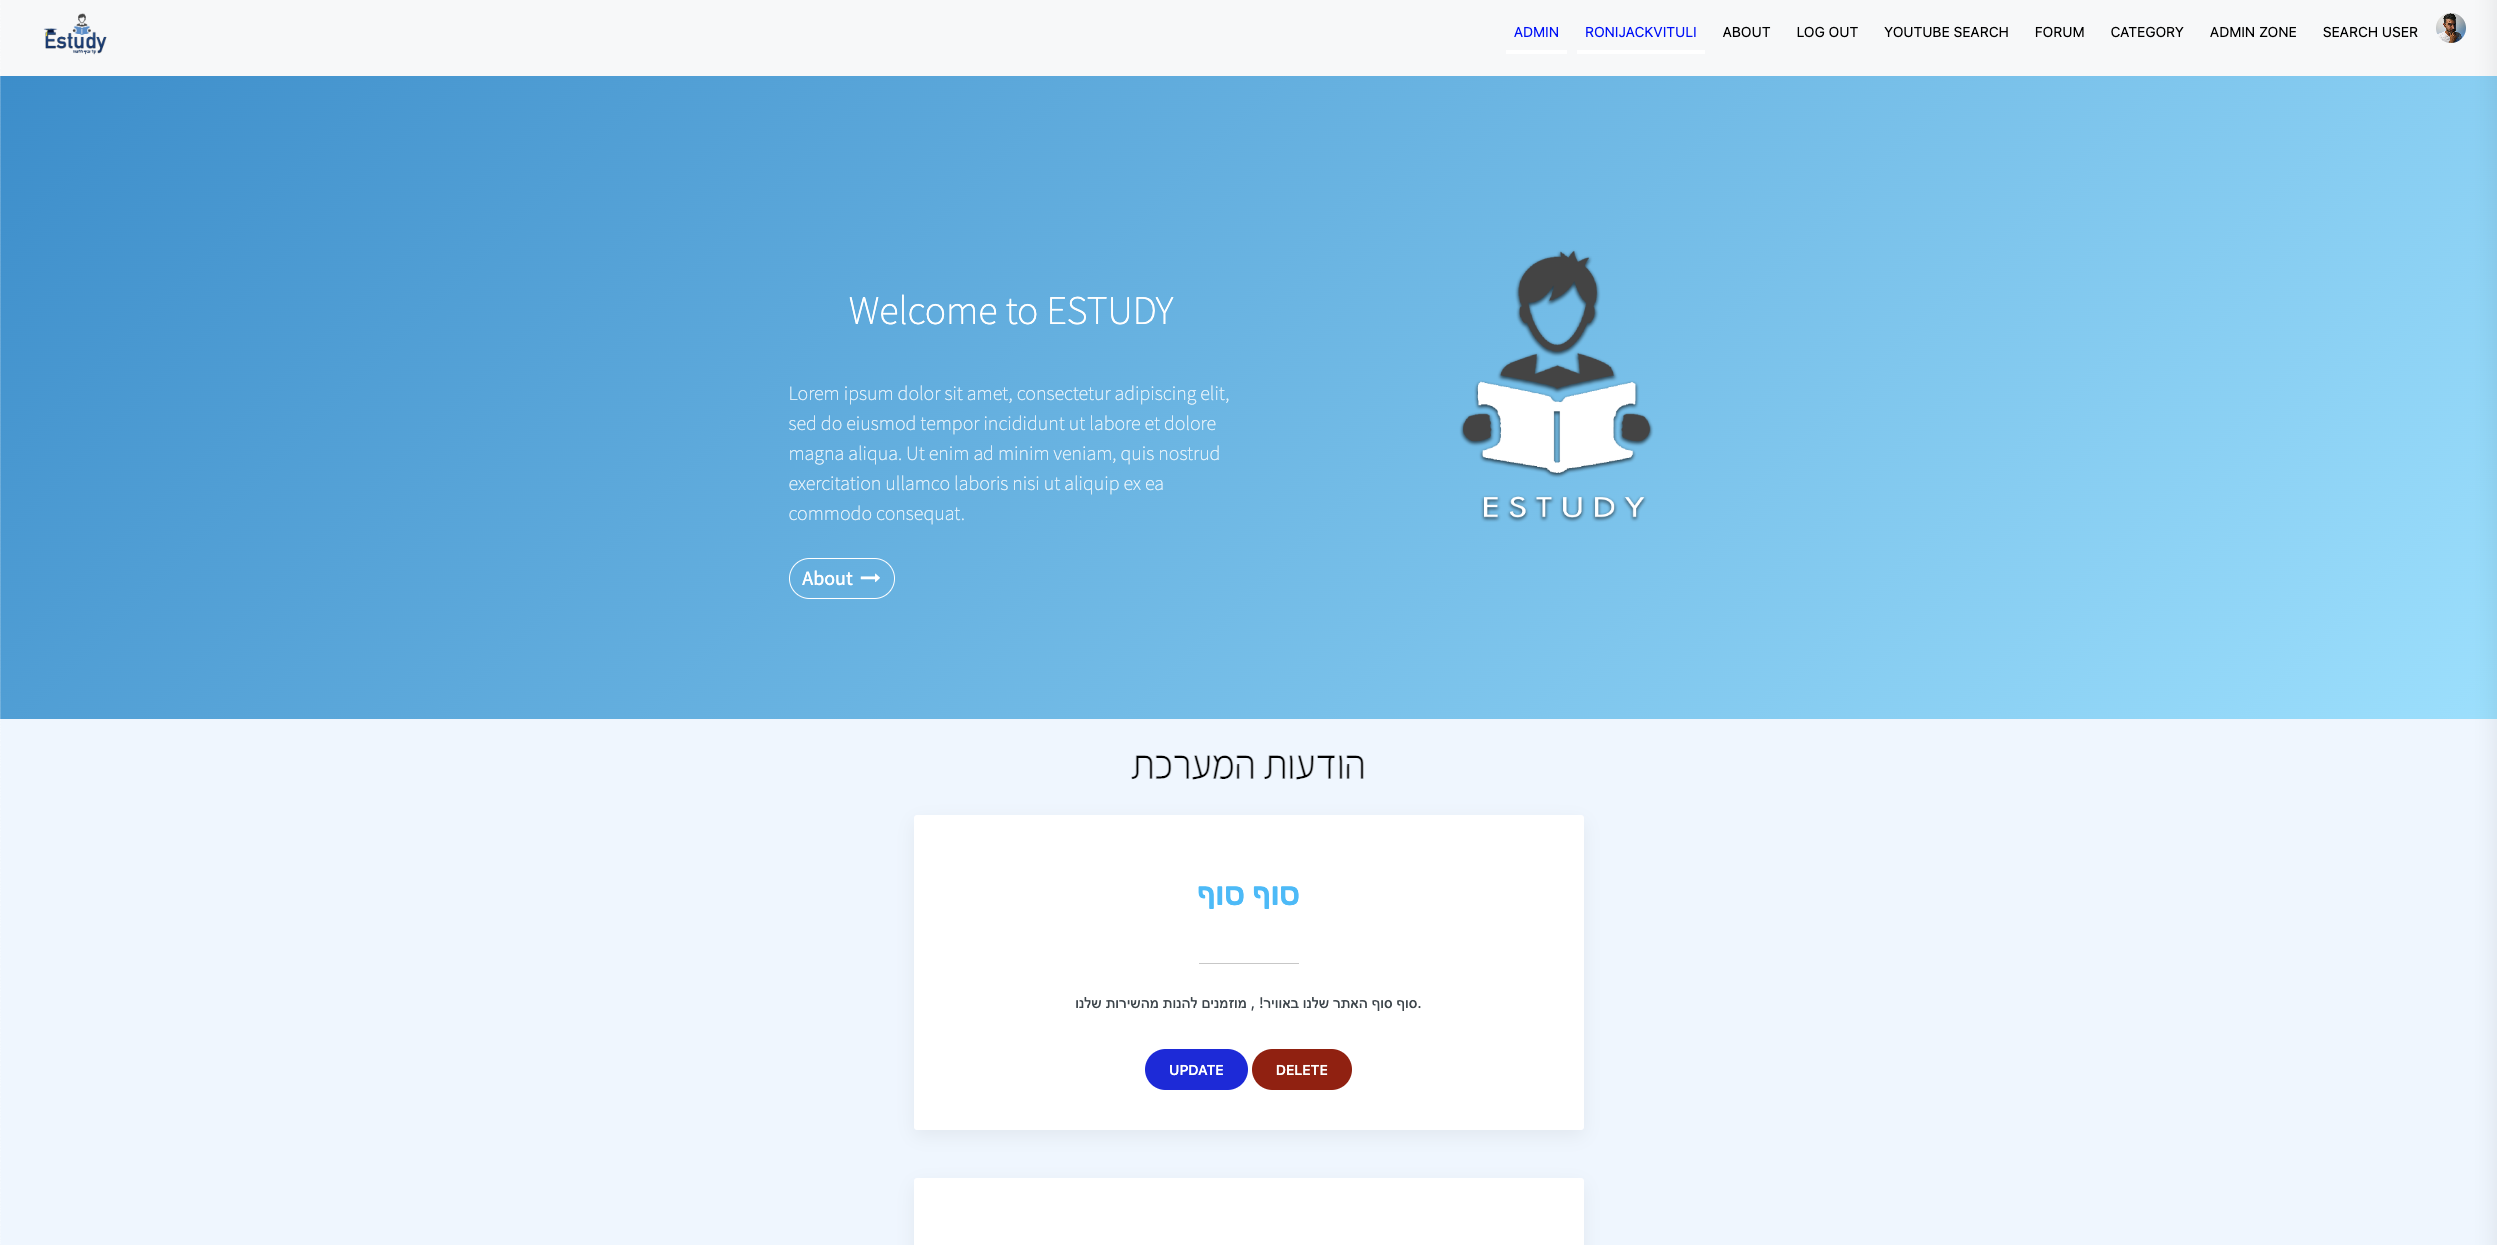 Estudy
ADMIN RONIJACKVITULI ABOUT LOG OUT YOUTUBE SEARCH FORUM CATEGORY ADMIN ZONE SEARCH USER
Welcome to ESTUDY
Lorem ipsum dolor sit amet, consectetur adipiscing elit,
sed do eiusmod tempor incididunt ut labore et dolore
magna aliqua. Ut enim ad minim veniam, quis nostrud
exercitation ullamco laboris nisi ut aliquip ex ea
commodo consequat.
About
ESTUDY
הודעות המערכת
סוף סוף
סוף סוף האתר שלנו באוויר! , מוזמנים להנות מהשירות שלנו.
UPDATE DELETE